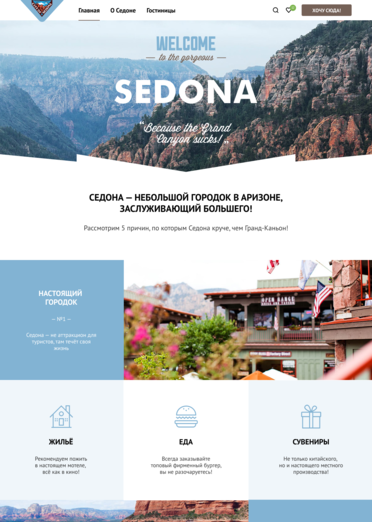 Главная О Седоне Гостиницы ХОЧУ СЮДА!
WELCOME
— to the gorgeous —
SEDONA
“Because the Grand
Canyon sucks!„
СЕДОНА — НЕБОЛЬШОЙ ГОРОДОК В АРИЗОНЕ,
ЗАСЛУЖИВАЮЩИЙ БОЛЬШЕГО!
Рассмотрим 5 причин, по которым Седона круче, чем Гранд-Каньон!
НАСТОЯЩИЙ
ГОРОДОК
— №1 —
Седона — не аттракцион для
туристов, там течёт своя
жизнь.
OPEN RANGE
ЖИЛЬЁ
Рекомендуем пожить
в настоящем мотеле,
всё как в кино!
ЕДА
Всегда заказывайте
топовый фирменный бургер,
вы не разочаруетесь!
СУВЕНИРЫ
Не только китайского,
но и настоящего местного
производства!